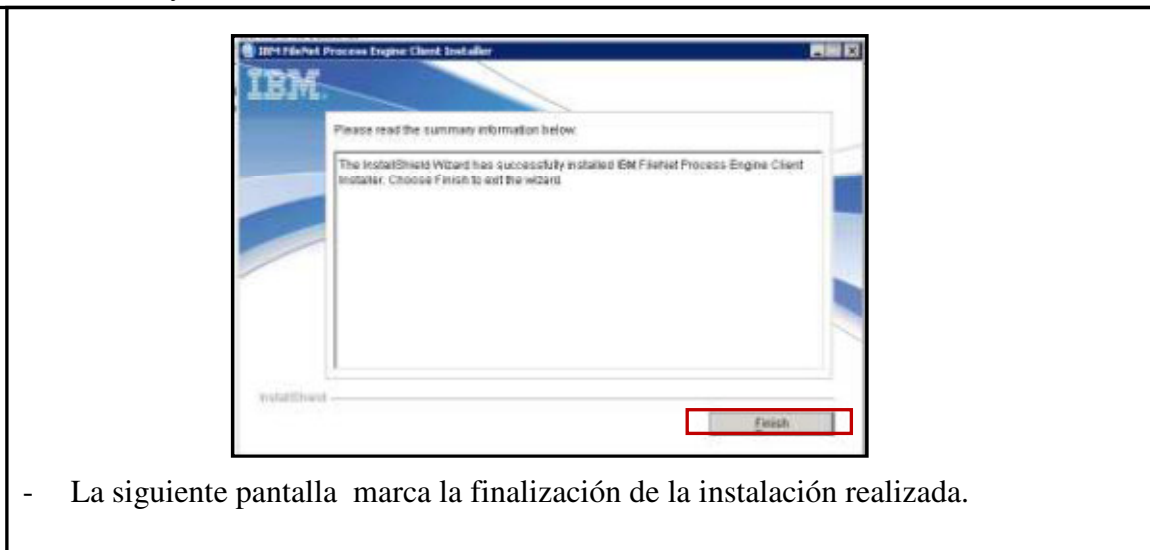 IBM FileNet Process Engine Client Installer
IBM.
Please read the summary information below:
The InstallShield Wizard has successfully installed IBM FileNet Process Engine Client
Installer. Choose Finish to exit the wizard.
InstallShield
Finish
- La siguiente pantalla marca la finalización de la instalación realizada.